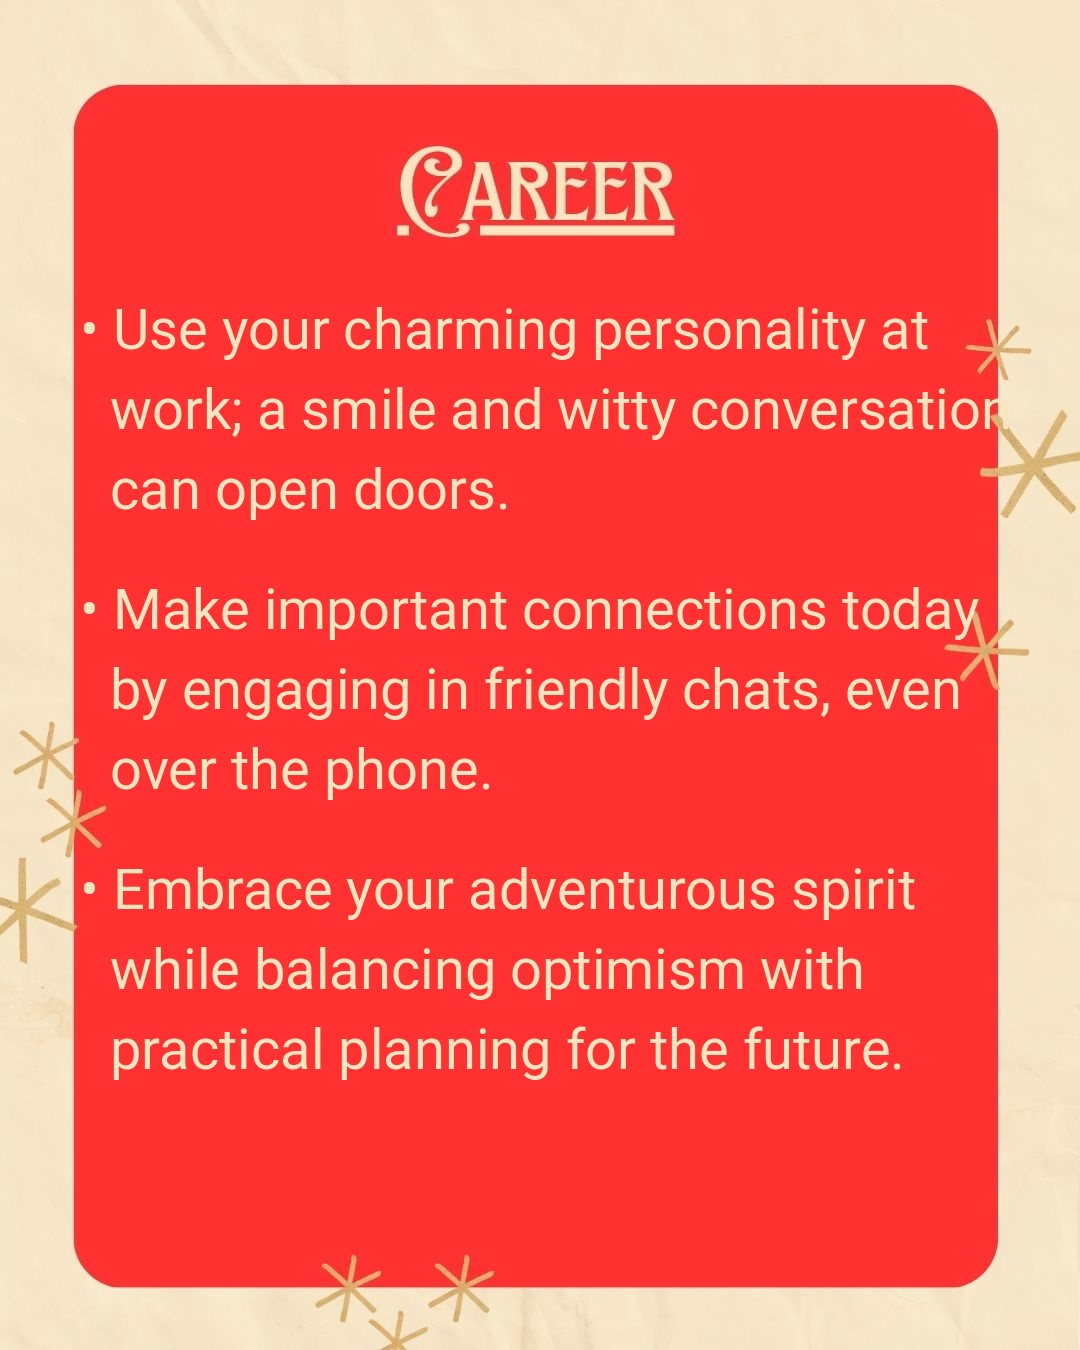 Career
• Use your charming personality at
work; a smile and witty conversation
can open doors.
• Make important connections today
by engaging in friendly chats, even
over the phone.
• Embrace your adventurous spirit
while balancing optimism with
practical planning for the future.